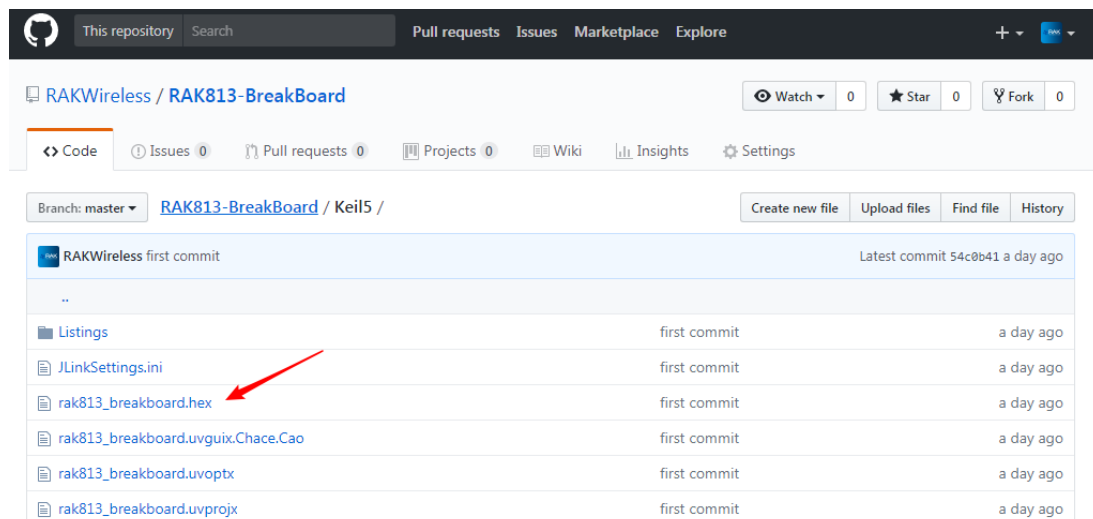 This repository Search Pull requests Issues Marketplace Explore
RAKWireless / RAK813-BreakBoard Watch 0 Star 0 Fork 0
Code Issues 0 Pull requests 0 Projects 0 Wiki Insights Settings
Branch: master RAK813-BreakBoard / Keil5 / Create new file Upload files Find file History
RAKWireless first commit Latest commit 54c0b41 a day ago
..
Listings first commit a day ago
JLinkSettings.ini first commit a day ago
rak813_breakboard.hex first commit a day ago
rak813_breakboard.uvguix.Chace.Cao first commit a day ago
rak813_breakboard.uvoptx first commit a day ago
rak813_breakboard.uvprojx first commit a day ago